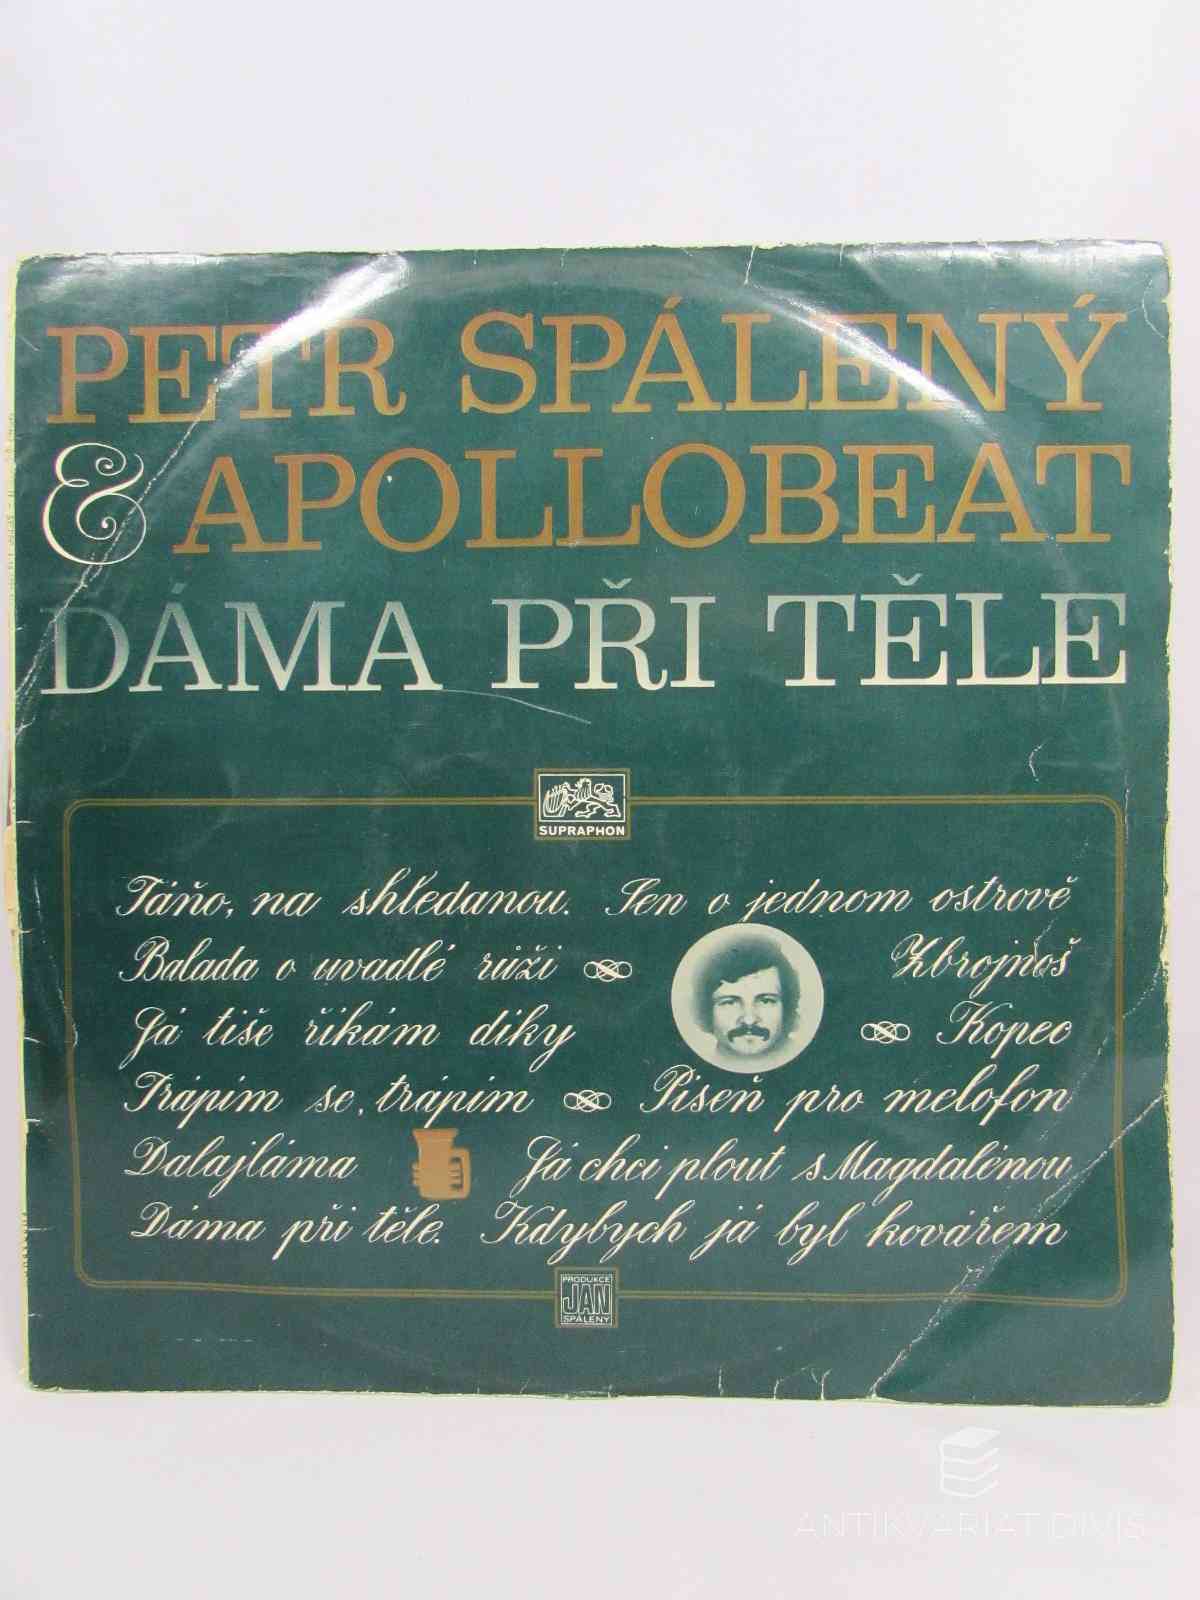 PETR SPÁLENÝ
& APOLLOBEAT
DÁMA PŘI TĚLE
SUPRAPHON
Táňo, na shledanou. Sen o jednom ostrově
Balada o uvadlé růži Zbrojnoš
Já tiše říkám díky Kopec
Trápím se, trápím Píseň pro melofon
Dalajláma Já chci plout s Magdalénou
Dáma při těle. Kdybych já byl kovářem
PRODUKCE
JAN
SPÁLENÝ
ANTIKVARIAT DIVIŠ